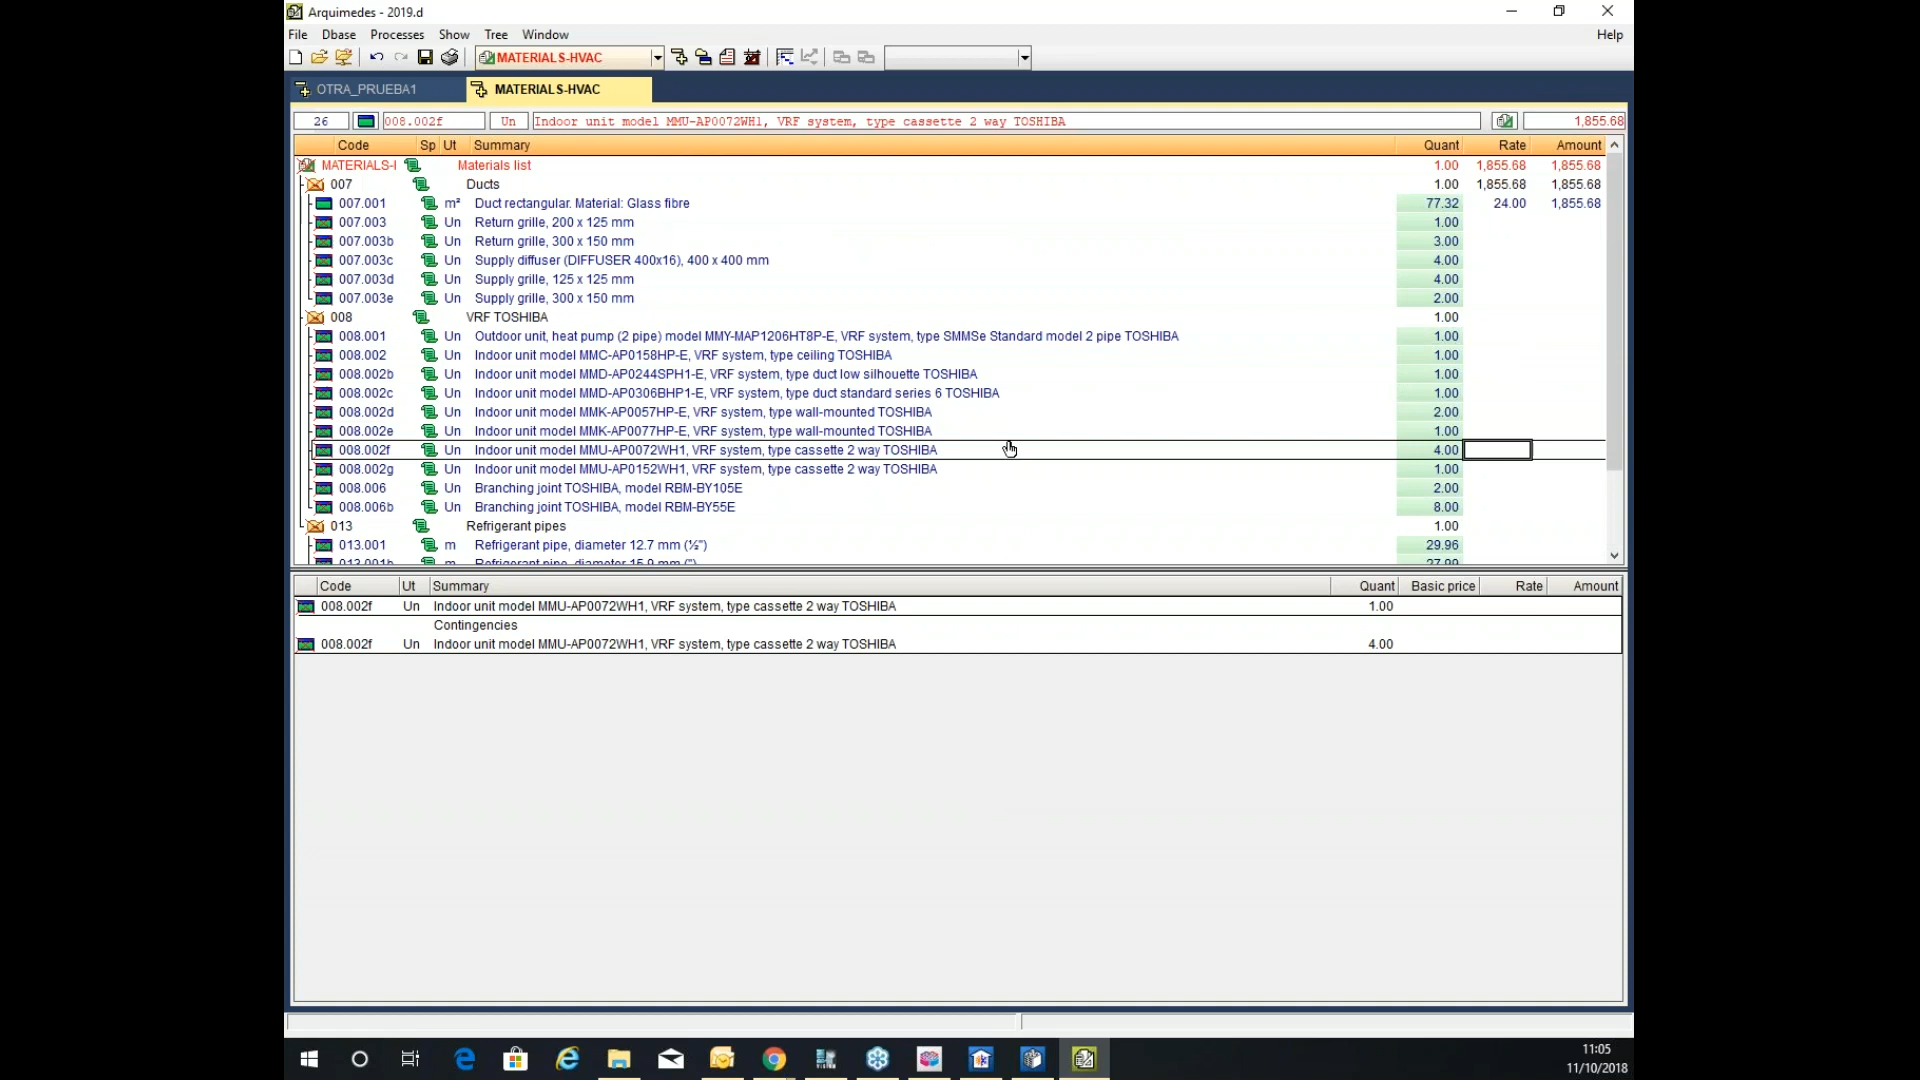 Arquimedes - 2019.d
File Dbase Processes Show Tree Window Help
MATERIALS-HVAC
OTRA_PRUEBA1 MATERIALS-HVAC
26 008.002f Un Indoor unit model MMU-AP0072WH1, VRF system, type cassette 2 way TOSHIBA 1,855.68
Code Sp Ut Summary Quant Rate Amount
MATERIALS-I Materials list 1.00 1,855.68 1,855.68
007 Ducts 1.00 1,855.68 1,855.68
007.001 m² Duct rectangular. Material: Glass fibre 77.32 24.00 1,855.68
007.003 Un Return grille, 200 x 125 mm 1.00
007.003b Un Return grille, 300 x 150 mm 3.00
007.003c Un Supply diffuser (DIFFUSER 400x16), 400 x 400 mm 4.00
007.003d Un Supply grille, 125 x 125 mm 4.00
007.003e Un Supply grille, 300 x 150 mm 2.00
008 VRF TOSHIBA 1.00
008.001 Un Outdoor unit, heat pump (2 pipe) model MMY-MAP1206HT8P-E, VRF system, type SMMSe Standard model 2 pipe TOSHIBA 1.00
008.002 Un Indoor unit model MMC-AP0158HP-E, VRF system, type ceiling TOSHIBA 1.00
008.002b Un Indoor unit model MMD-AP0244SPH1-E, VRF system, type duct low silhouette TOSHIBA 1.00
008.002c Un Indoor unit model MMD-AP0306BHP1-E, VRF system, type duct standard series 6 TOSHIBA 1.00
008.002d Un Indoor unit model MMK-AP0057HP-E, VRF system, type wall-mounted TOSHIBA 2.00
008.002e Un Indoor unit model MMK-AP0077HP-E, VRF system, type wall-mounted TOSHIBA 1.00
008.002f Un Indoor unit model MMU-AP0072WH1, VRF system, type cassette 2 way TOSHIBA 4.00
008.002g Un Indoor unit model MMU-AP0152WH1, VRF system, type cassette 2 way TOSHIBA 1.00
008.006 Un Branching joint TOSHIBA, model RBM-BY105E 2.00
008.006b Un Branching joint TOSHIBA, model RBM-BY55E 8.00
013 Refrigerant pipes 1.00
013.001 m Refrigerant pipe, diameter 12.7 mm (½") 29.96
013.001b m Refrigerant pipe, diameter 15.9 mm (") 27.99
Code Ut Summary Quant Basic price Rate Amount
008.002f Un Indoor unit model MMU-AP0072WH1, VRF system, type cassette 2 way TOSHIBA 1.00
Contingencies
008.002f Un Indoor unit model MMU-AP0072WH1, VRF system, type cassette 2 way TOSHIBA 4.00
11:05
11/10/2018